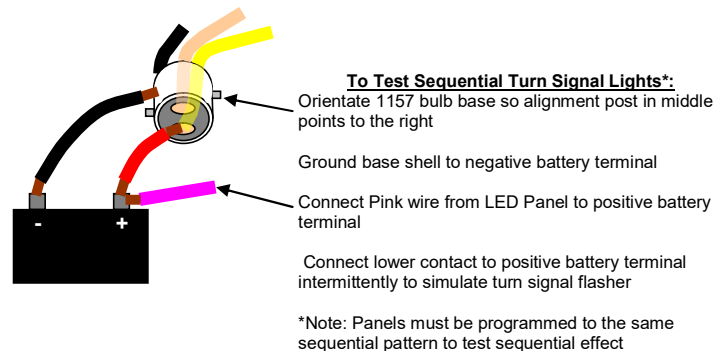 To Test Sequential Turn Signal Lights*:
Orientate 1157 bulb base so alignment post in middle
points to the right
Ground base shell to negative battery terminal
Connect Pink wire from LED Panel to positive battery
terminal
Connect lower contact to positive battery terminal
intermittently to simulate turn signal flasher
*Note: Panels must be programmed to the same
sequential pattern to test sequential effect
- +